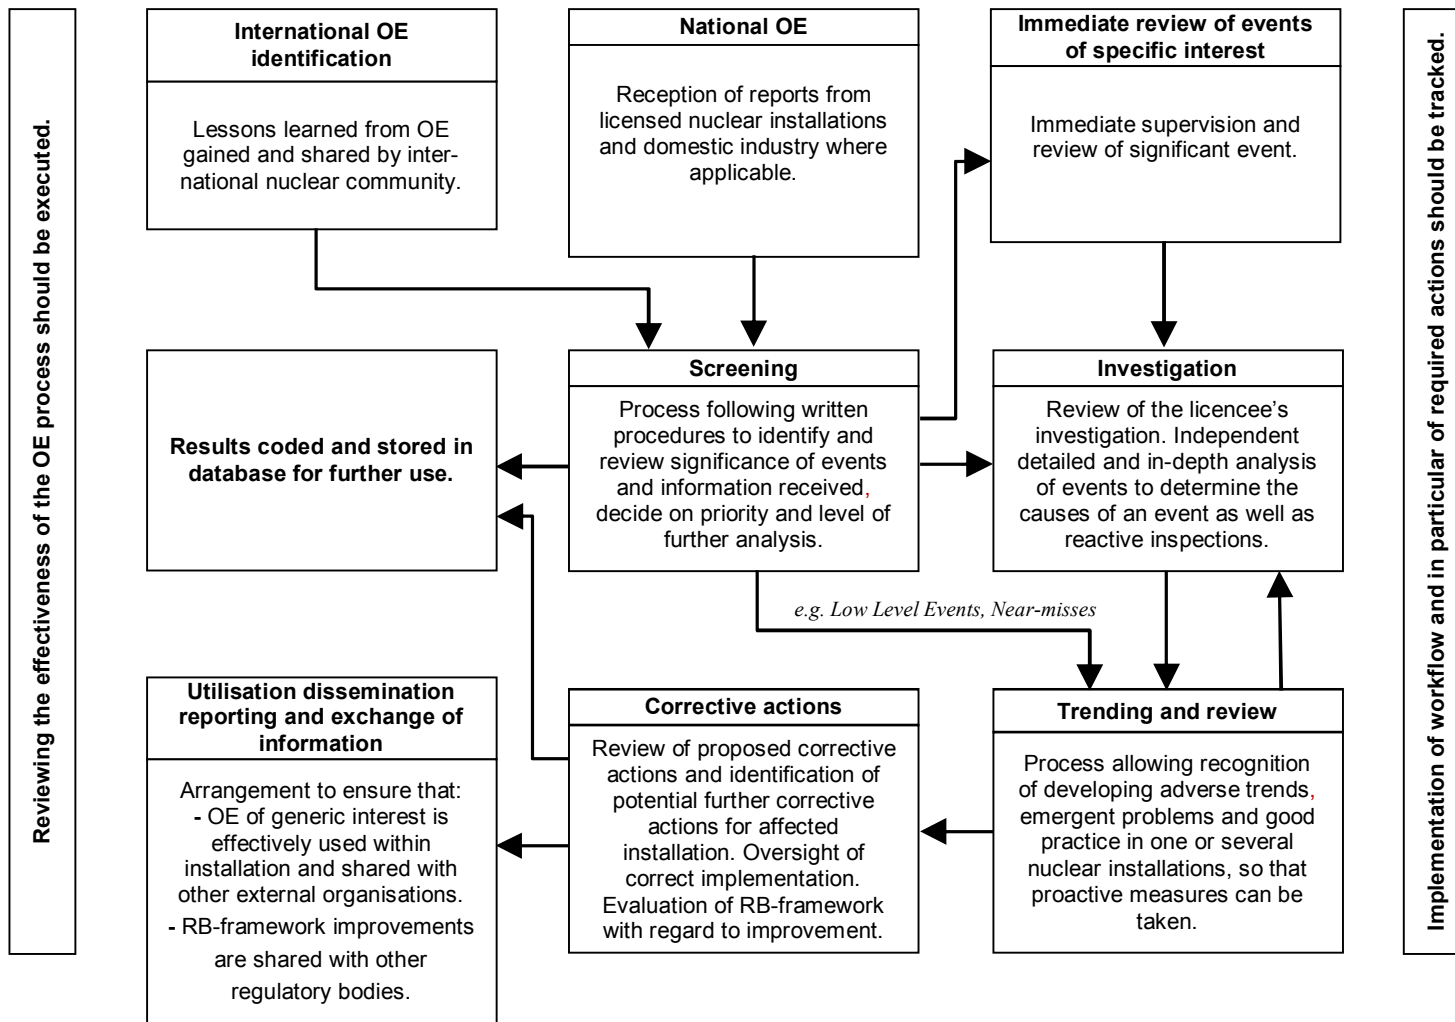 Reviewing the effectiveness of the OE process should be executed.
International OE
identification
Lessons learned from OE
gained and shared by inter-
national nuclear community.
National OE
Reception of reports from
licensed nuclear installations
and domestic industry where
applicable.
Immediate review of events
of specific interest
Immediate supervision and
review of significant event.
Results coded and stored in
database for further use.
Screening
Process following written
procedures to identify and
review significance of events
and information received,
decide on priority and level of
further analysis.
Investigation
Review of the licencee's
investigation. Independent
detailed and in-depth analysis
of events to determine the
causes of an event as well as
reactive inspections.
e.g. Low Level Events, Near-misses
Utilisation dissemination
reporting and exchange of
information
Arrangement to ensure that:
- OE of generic interest is
effectively used within
installation and shared with
other external organisations.
- RB-framework improvements
are shared with other
regulatory bodies.
Corrective actions
Review of proposed corrective
actions and identification of
potential further corrective
actions for affected
installation. Oversight of
correct implementation.
Evaluation of RB-framework
with regard to improvement.
Trending and review
Process allowing recognition
of developing adverse trends,
emergent problems and good
practice in one or several
nuclear installations, so that
proactive measures can be
taken.
Implementation of workflow and in particular of required actions should be tracked.